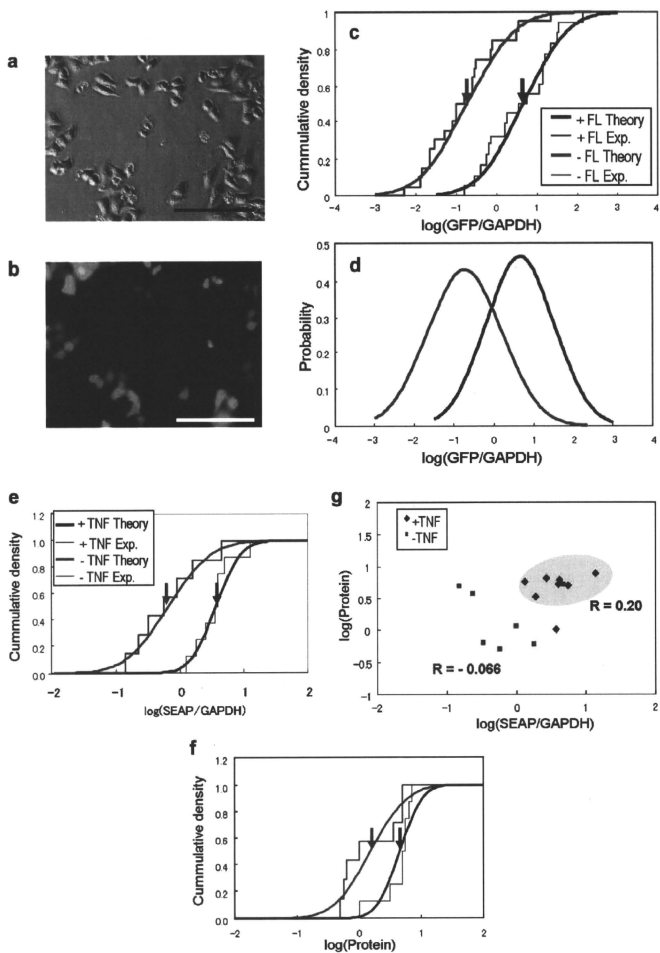 a
b
c
Cummulative density
1
0.8
0.6
0.4
0.2
0
+ FL Theory
+ FL Exp.
- FL Theory
- FL Exp.
-4 -3 -2 -1 0 1 2 3 4
log(GFP/GAPDH)
d
Probability
0.5
0.4
0.3
0.2
0.1
0
-4 -3 -2 -1 0 1 2 3 4
log(GFP/GAPDH)
e
Cummulative density
1.2
1.0
0.8
0.6
0.4
0.2
0.0
+ TNF Theory
+ TNF Exp.
- TNF Theory
- TNF Exp.
-2 -1 0 1 2
log(SEAP/GAPDH)
g
log(Protein)
2
1.5
1
0.5
0
-0.5
-1
+TNF
-TNF
R = 0.20
R = - 0.066
-2 -1 0 1 2
log(SEAP/GAPDH)
f
Cummulative density
1.2
1.0
0.8
0.6
0.4
0.2
0.0
-2 -1 0 1 2
log(Protein)